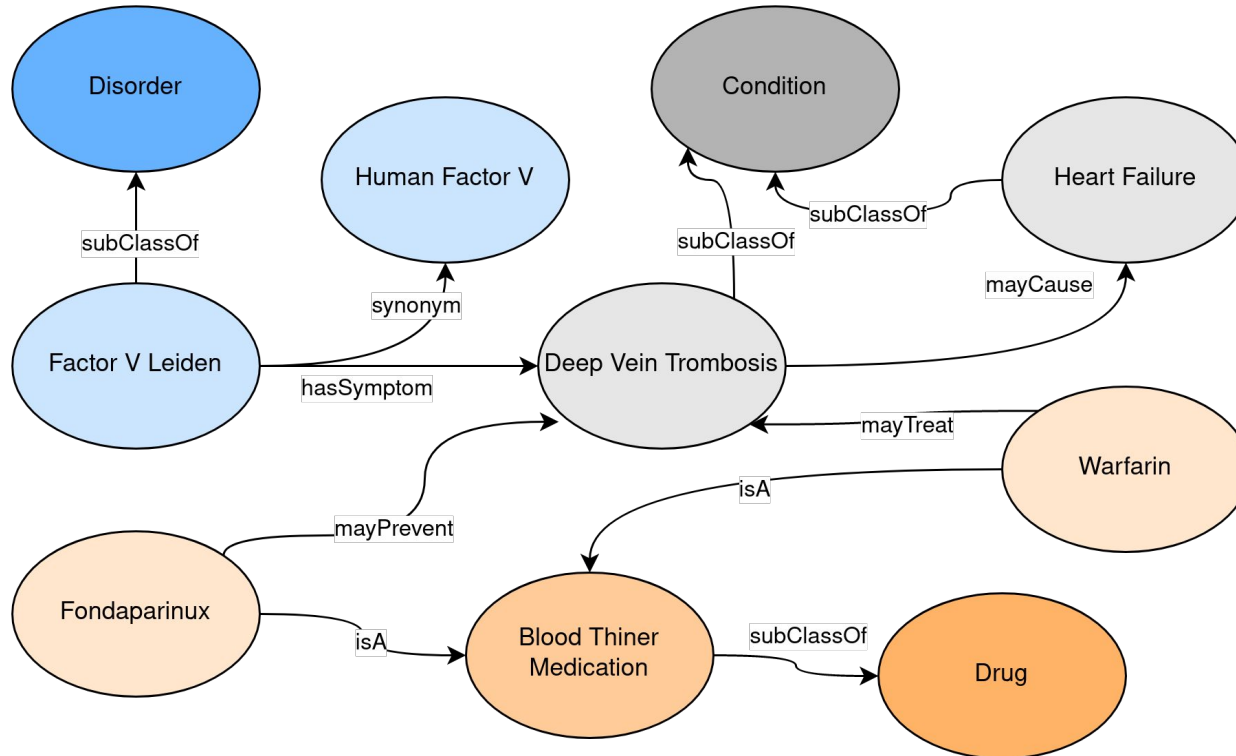 Disorder
Condition
Human Factor V
Heart Failure
subClassOf
subClassOf
subClassOf
mayCause
synonym
Factor V Leiden
Deep Vein Trombosis
hasSymptom
mayTreat
Warfarin
isA
mayPrevent
Fondaparinux
isA
Blood Thiner
Medication
subClassOf
Drug